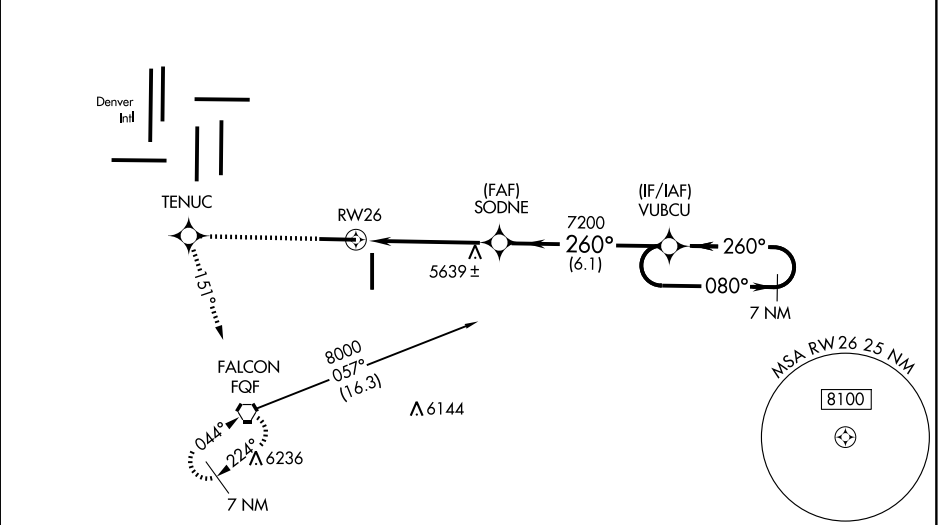 Denver
Intl
TENUC
RW26
(FAF)
SODNE
(IF/IAF)
VUBCU
7200
260°
(6.1)
260°
080°
7 NM
5639 ±
151°
FALCON
FQF
8000
057°
(16.3)
6144
044°
224°
6236
7 NM
MSA RW26 25 NM
8100